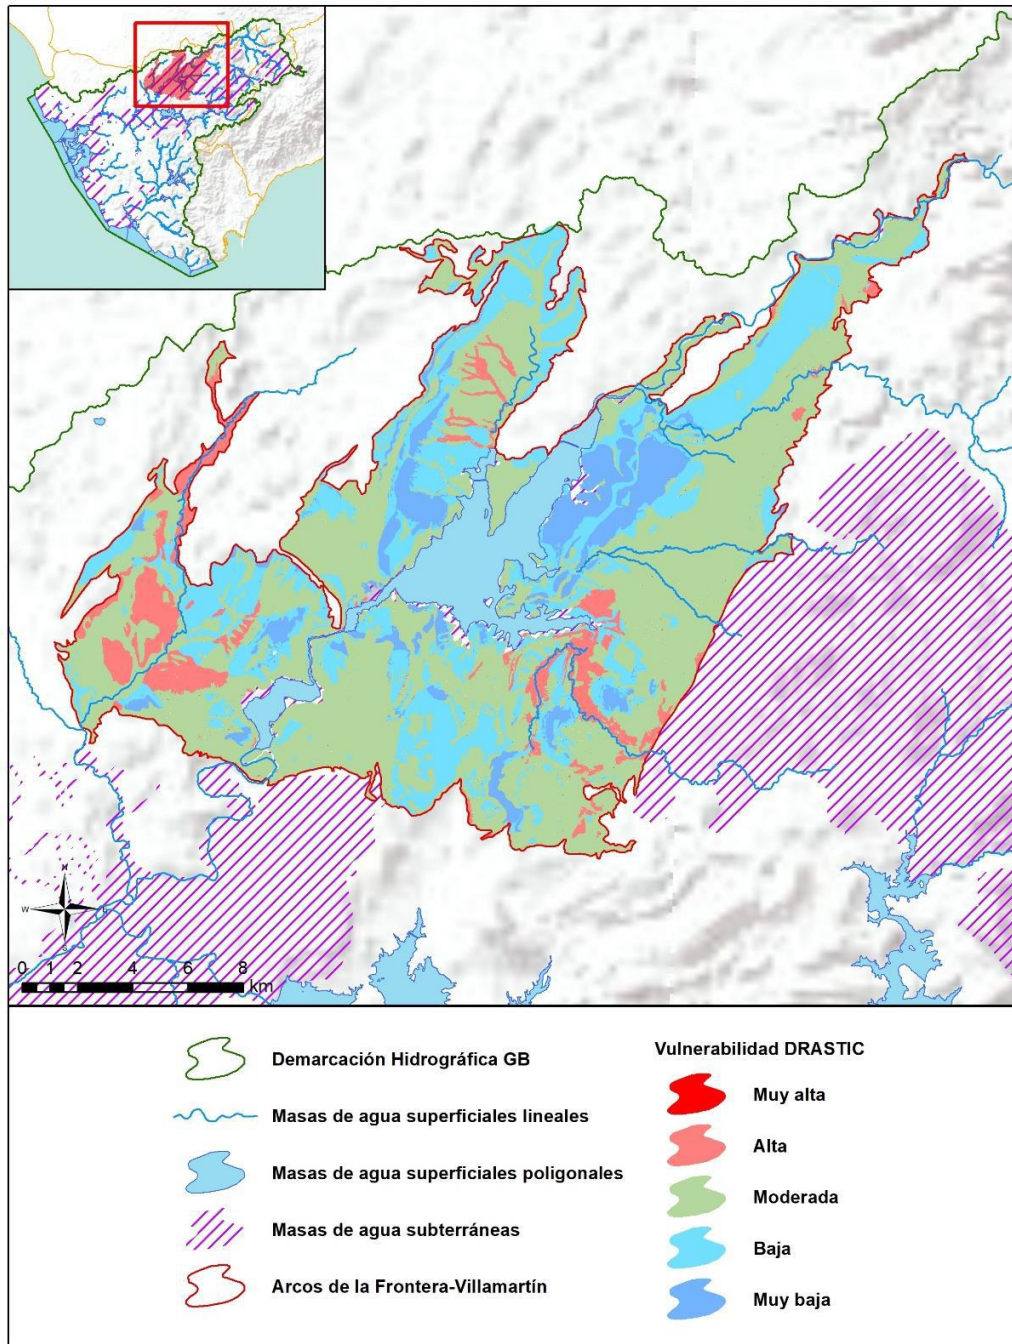 N
W
E
S
0 1 2 4 6 8
km
Demarcación Hidrográfica GB
Masas de agua superficiales lineales
Masas de agua superficiales poligonales
Masas de agua subterráneas
Arcos de la Frontera-Villamartín
Vulnerabilidad DRASTIC
Muy alta
Alta
Moderada
Baja
Muy baja